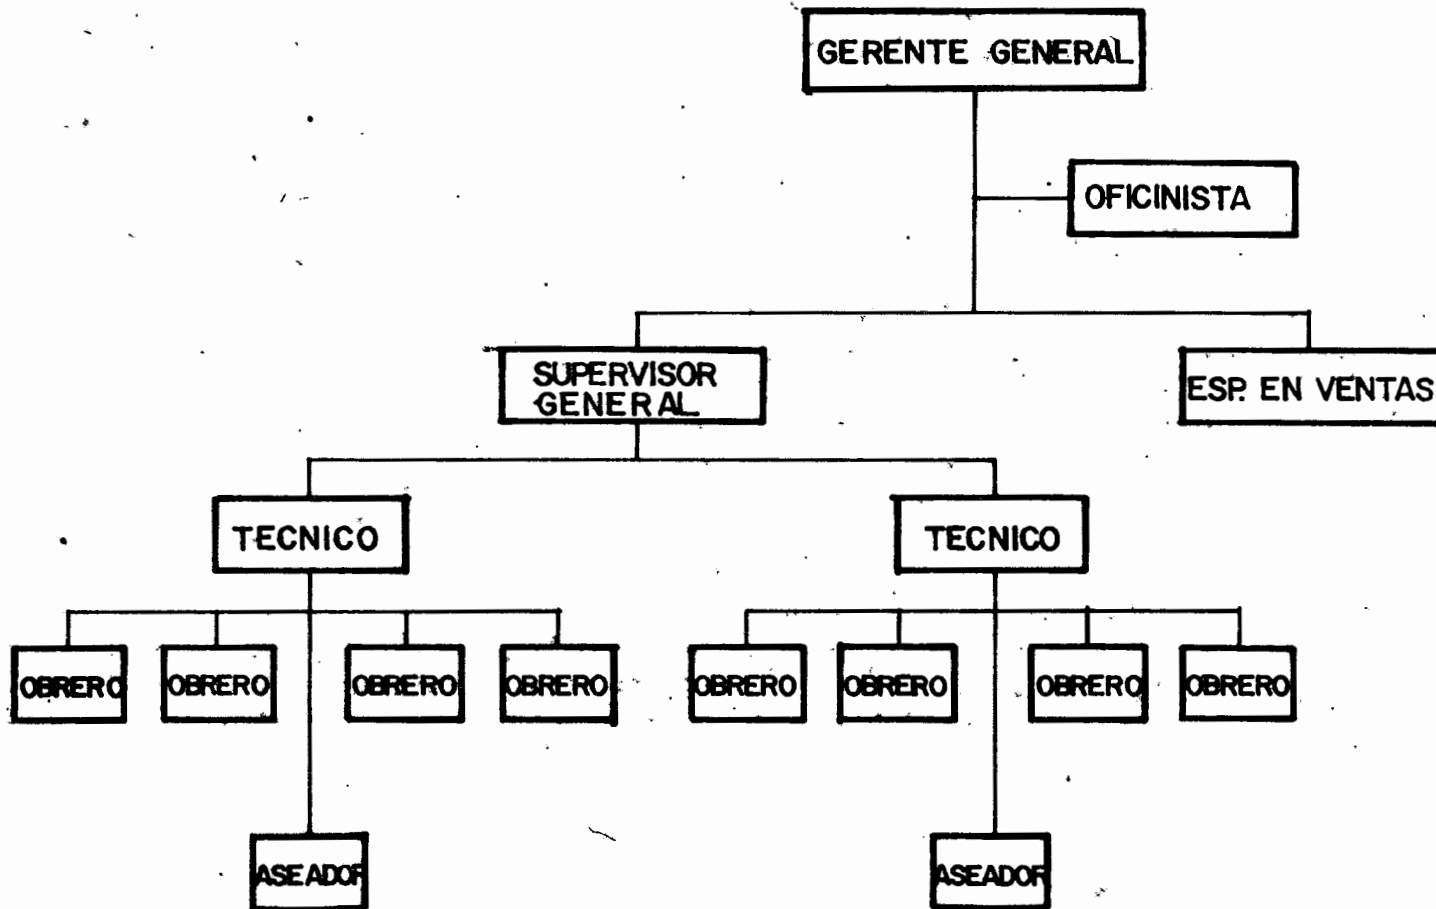 GERENTE GENERAL
OFICINISTA
SUPERVISOR
GENERAL
ESP. EN VENTAS
TECNICO
TECNICO
OBRERO
OBRERO
OBRERO
OBRERO
OBRERO
OBRERO
OBRERO
OBRERO
ASEADOR
ASEADOR